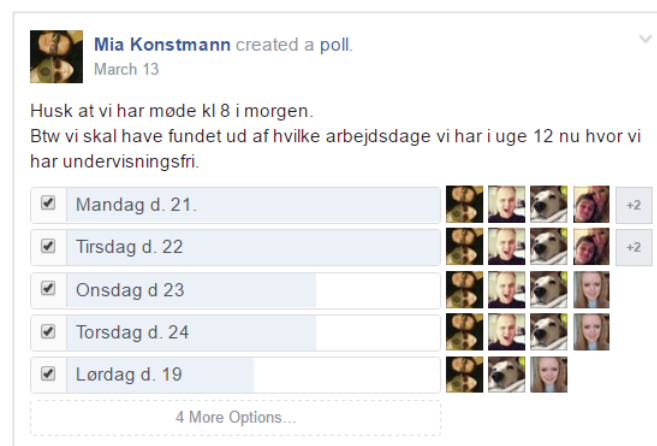 Mia Konstmann created a poll.
March 13
Husk at vi har møde kl 8 i morgen.
Btw vi skal have fundet ud af hvilke arbejdsdage vi har i uge 12 nu hvor vi
har undervisningsfri.
Mandag d. 21.
+2
Tirsdag d. 22
+2
Onsdag d 23
Torsdag d. 24
Lørdag d. 19
4 More Options...